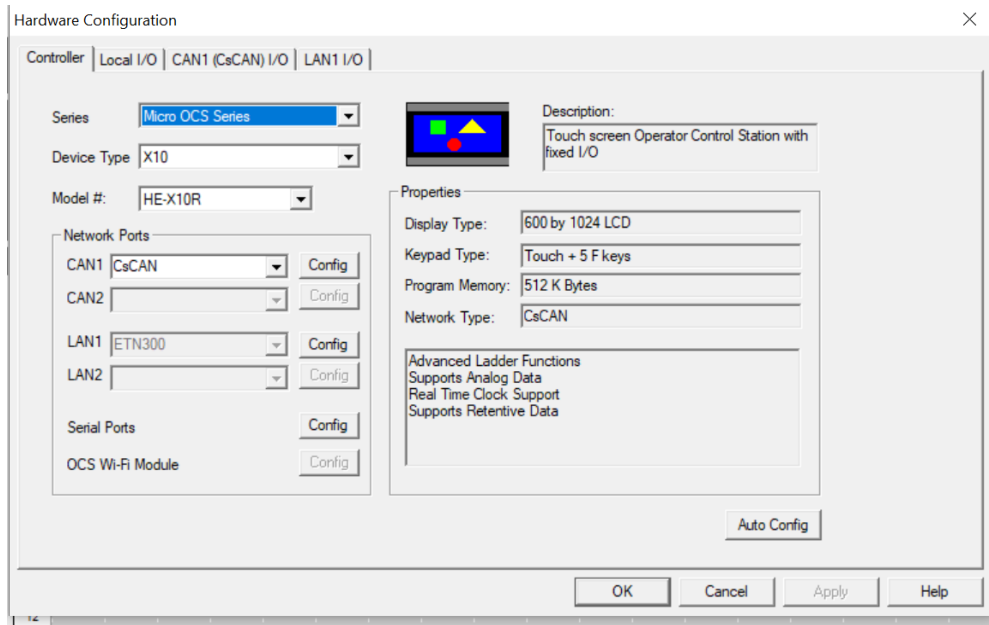 Hardware Configuration
Controller
Local I/O
CAN1 (CsCAN) I/O
LAN1 I/O
Series
Micro OCS Series
Device Type
X10
Model #:
HE-X10R
Network Ports
CAN1
CsCAN
Config
CAN2
Config
LAN1
ETN300
Config
LAN2
Config
Serial Ports
Config
OCS Wi-Fi Module
Config
Description:
Touch screen Operator Control Station with
fixed I/O
Properties
Display Type:
600 by 1024 LCD
Keypad Type:
Touch + 5 F keys
Program Memory:
512 K Bytes
Network Type:
CsCAN
Advanced Ladder Functions
Supports Analog Data
Real Time Clock Support
Supports Retentive Data
Auto Config
OK
Cancel
Apply
Help
12